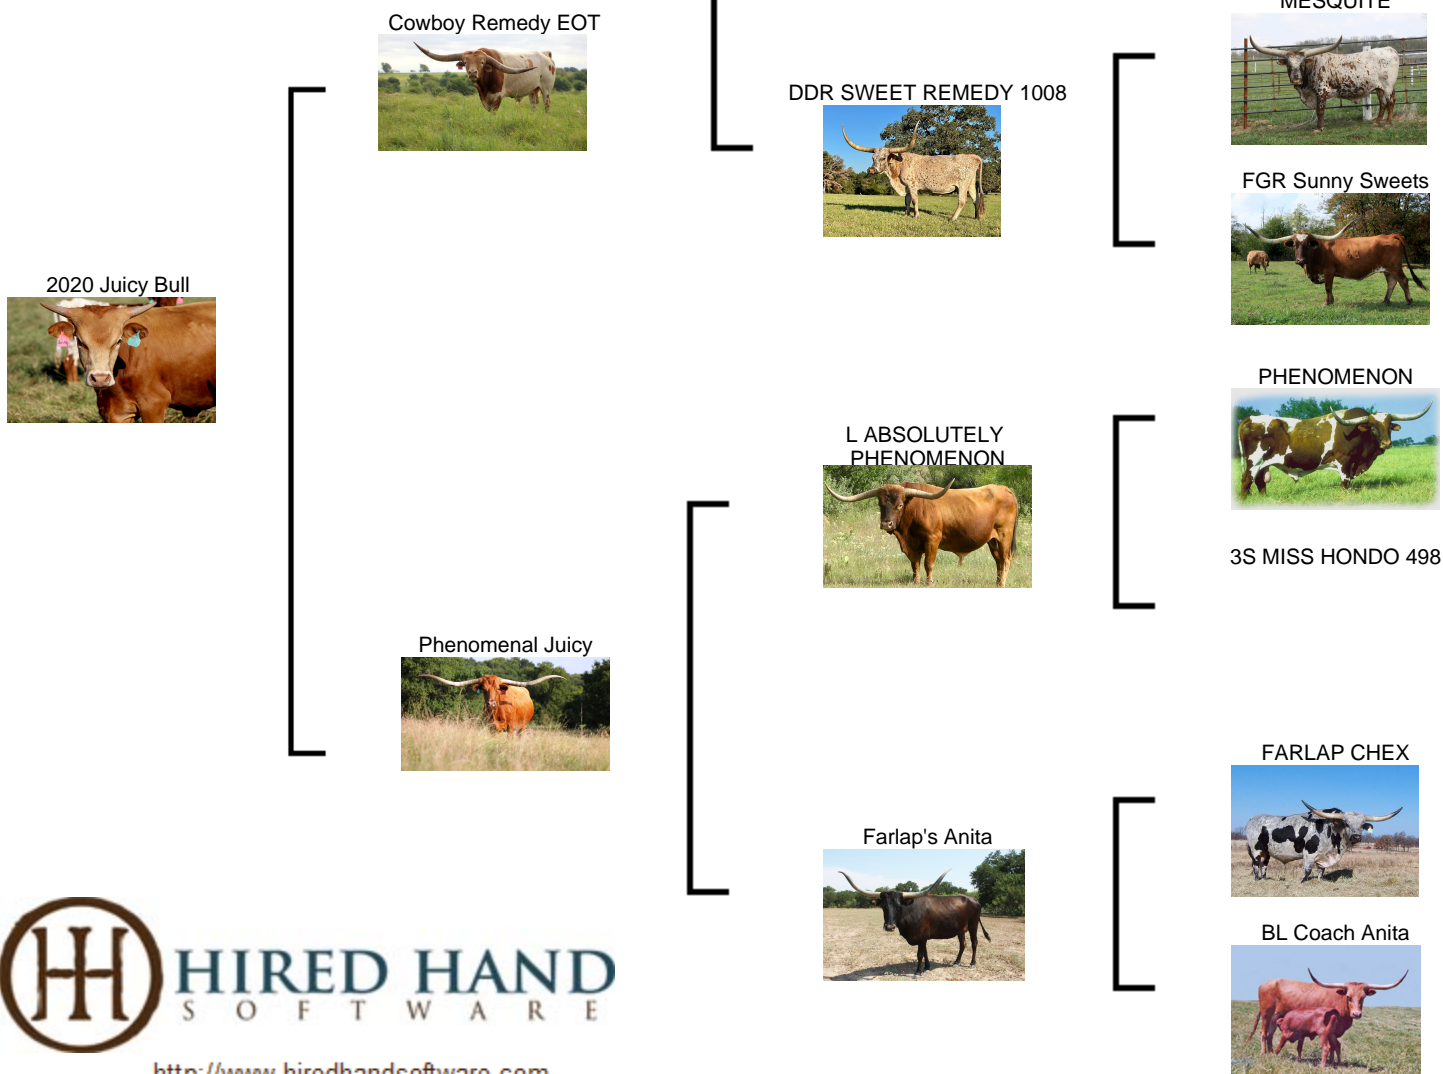 MESQUITE
Cowboy Remedy EOT
DDR SWEET REMEDY 1008
FGR Sunny Sweets
2020 Juicy Bull
PHENOMENON
L ABSOLUTELY
PHENOMENON
3S MISS HONDO 498
Phenomenal Juicy
FARLAP CHEX
Farlap's Anita
BL Coach Anita
HIRED HAND
SOFTWARE
http://www.hiredhandsoftware.com